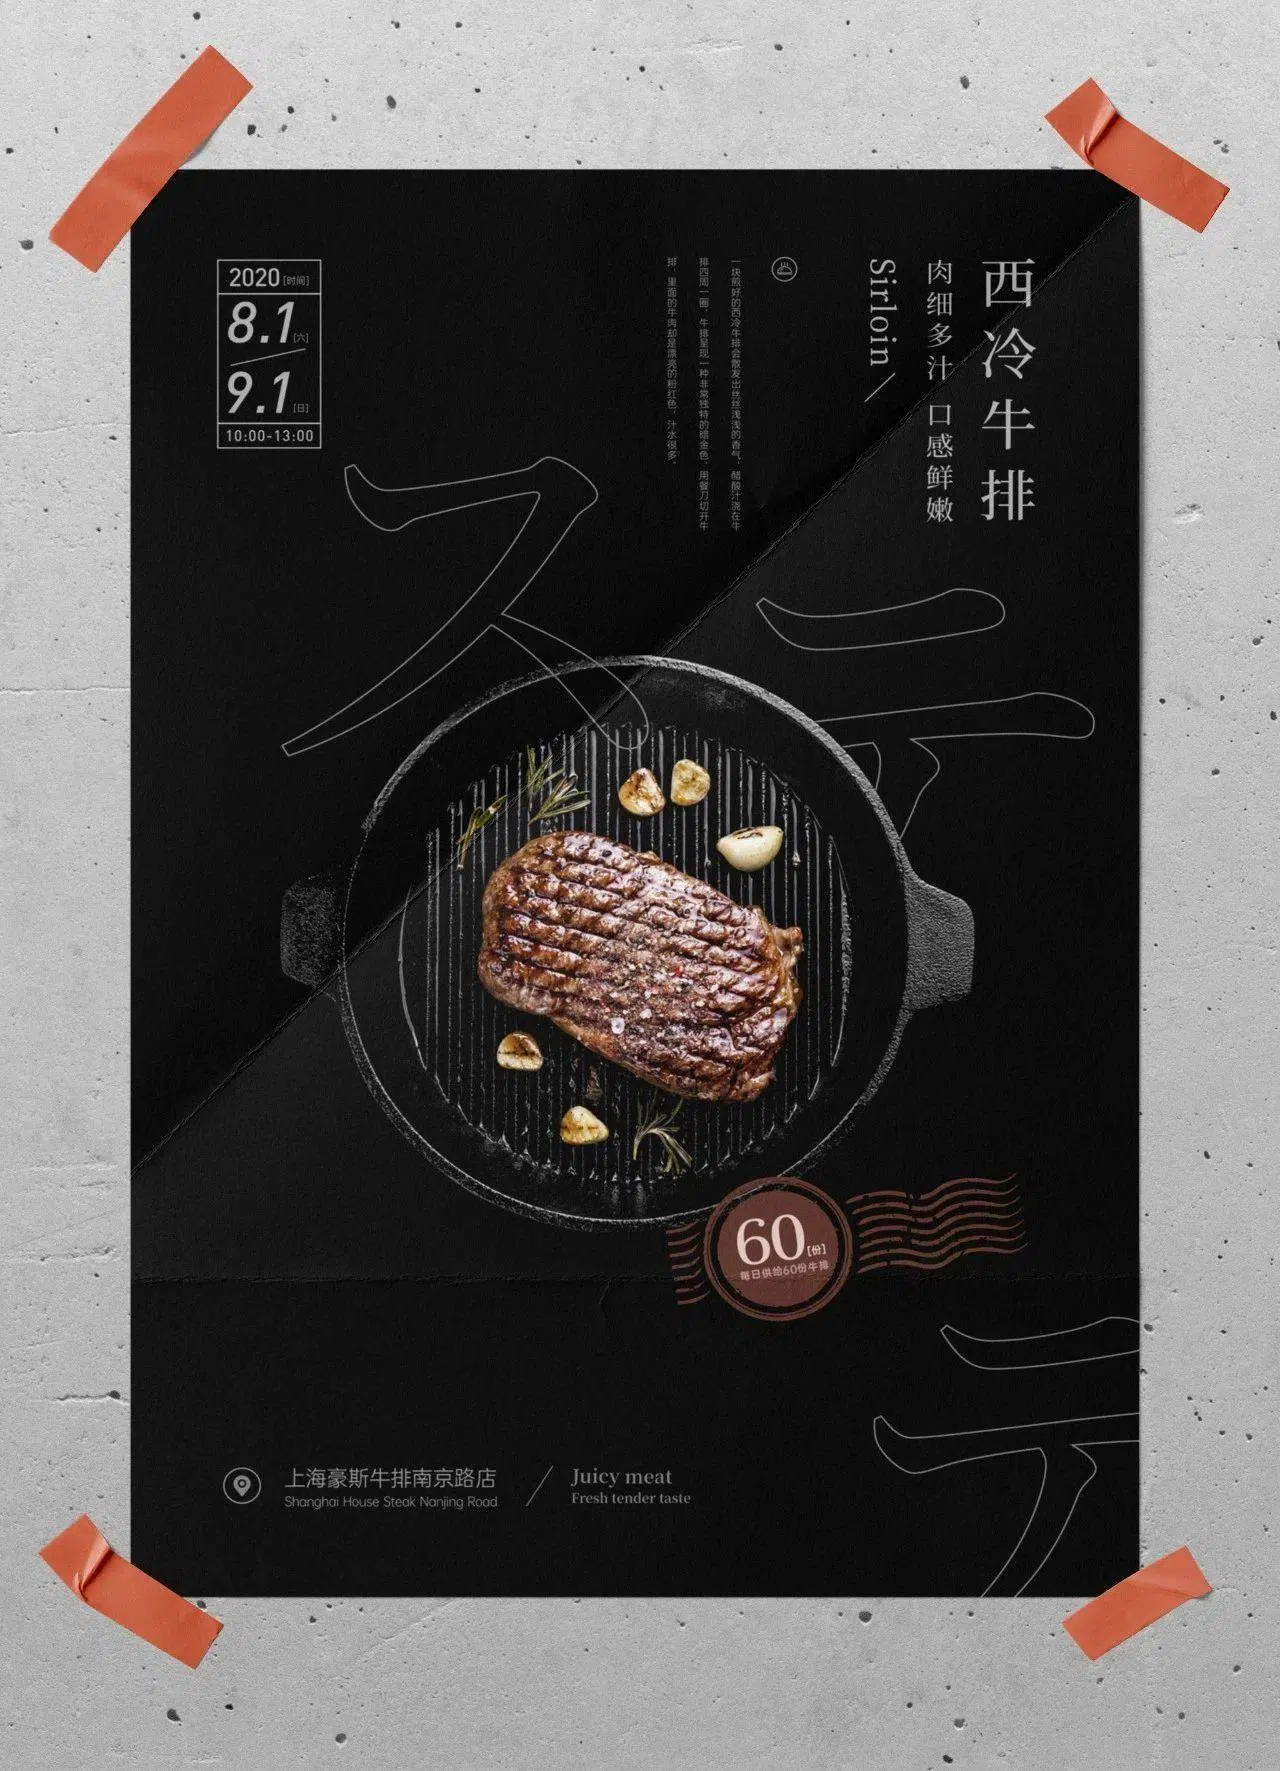 2020[时间]
8.1[六]
9.1[日]
10:00-13:00
西冷牛排
肉细多汁 口感鲜嫩
Sirloin
一块煎好的西冷牛排会散发出丝丝浅浅的香气，醋酸汁浇在牛
排四周一圈，牛排呈现一种非常独特的暗金色，用餐刀切开牛
排，里面的牛肉却是漂亮的粉红色，汁水很多。
60[份]
每日供给60份牛排
上海豪斯牛排南京路店
Shanghai House Steak Nanjing Road
Juicy meat
Fresh tender taste